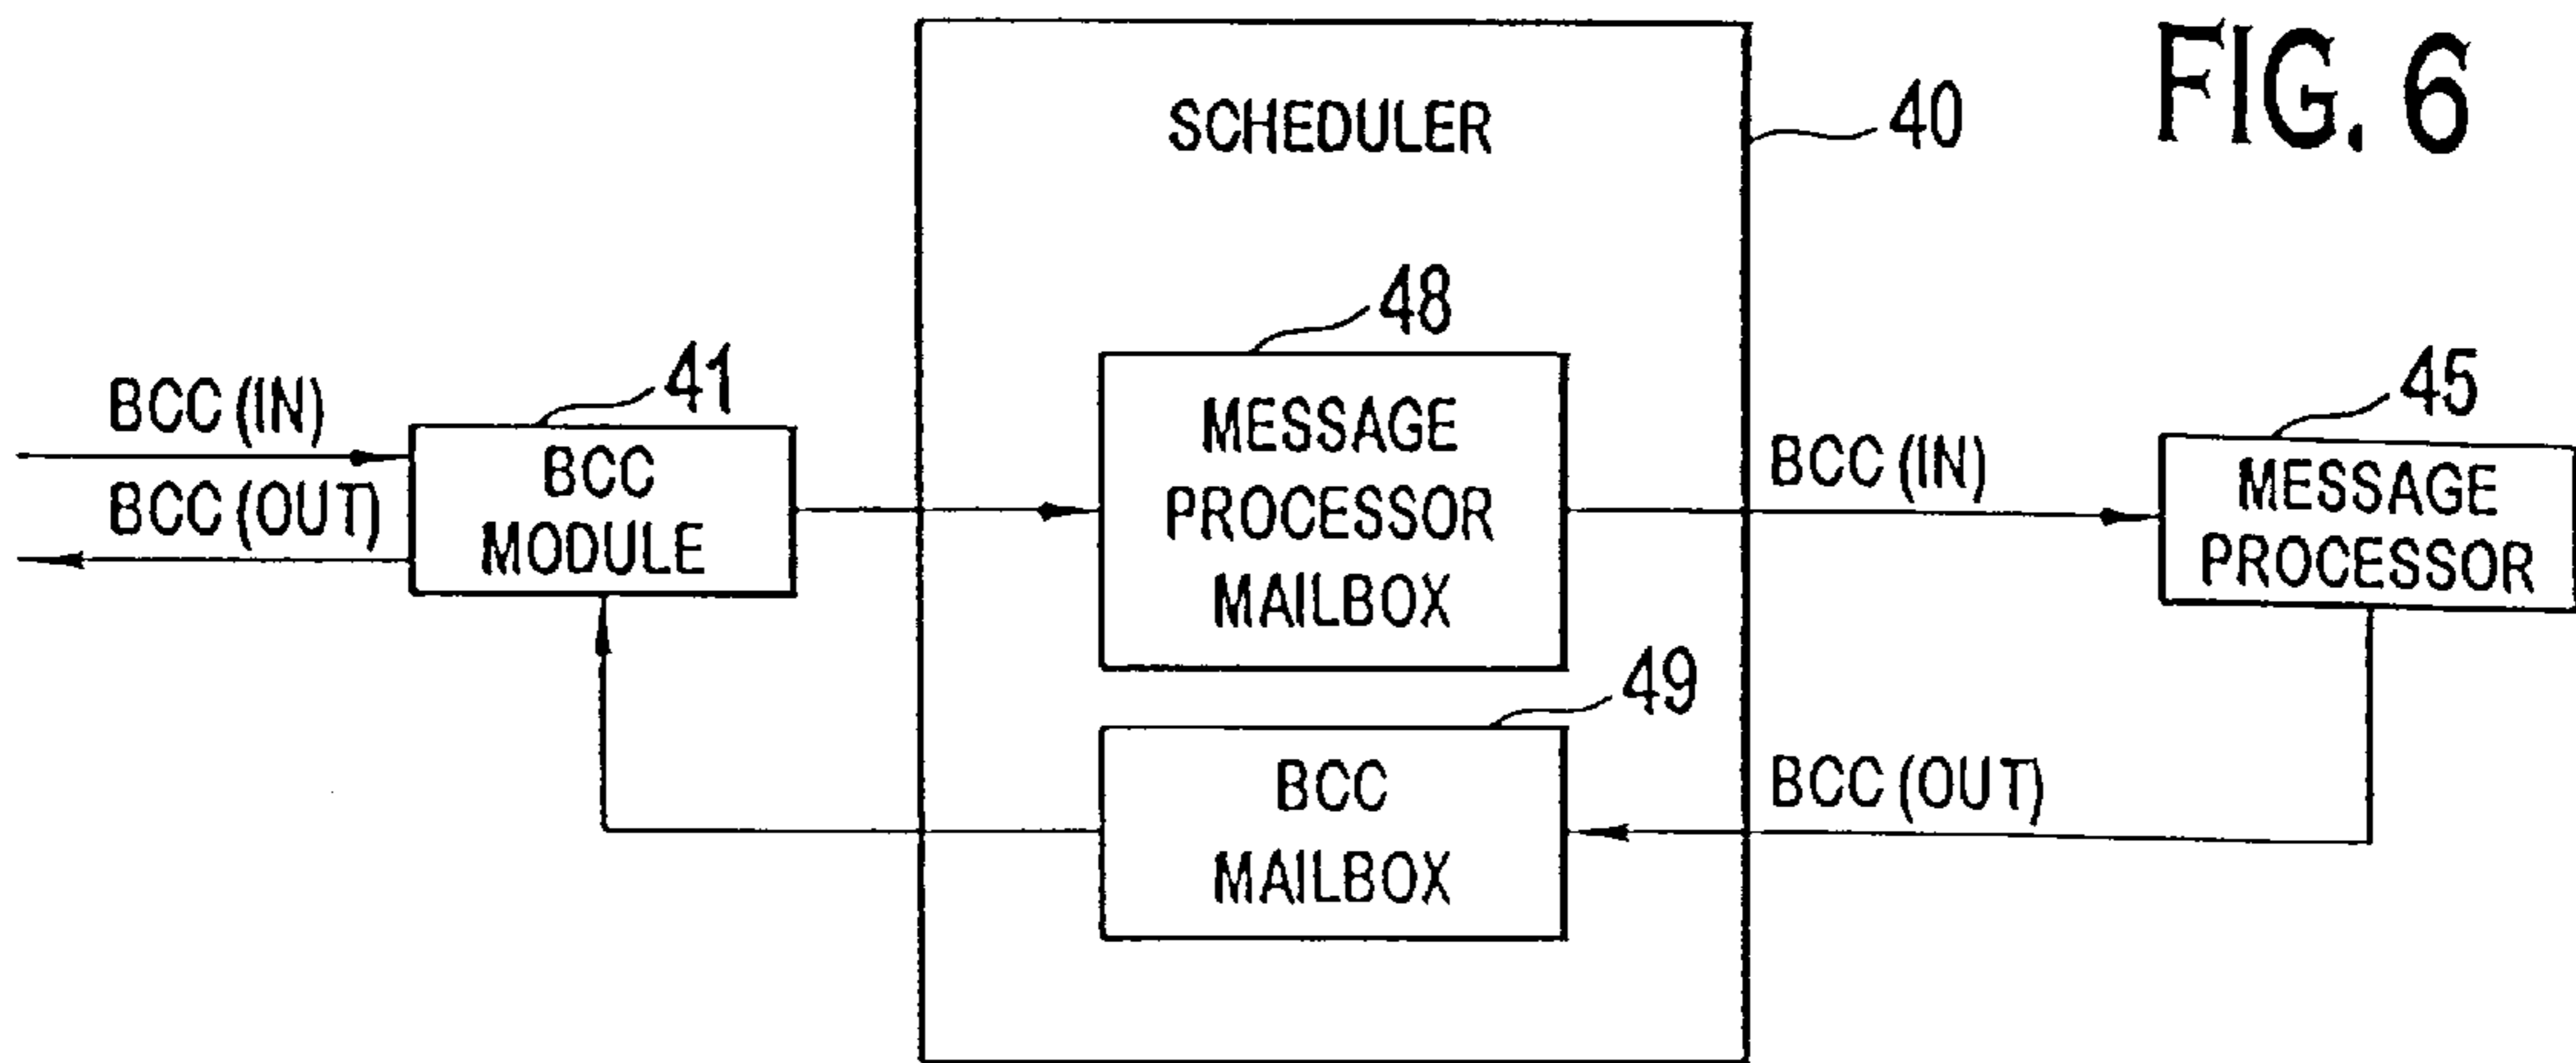 FIG. 6
SCHEDULER
40
48
41
45
BCC (IN)
BCC (OUT)
BCC
MODULE
MESSAGE
PROCESSOR
MAILBOX
BCC (IN)
MESSAGE
PROCESSOR
49
BCC
MAILBOX
BCC (OUT)